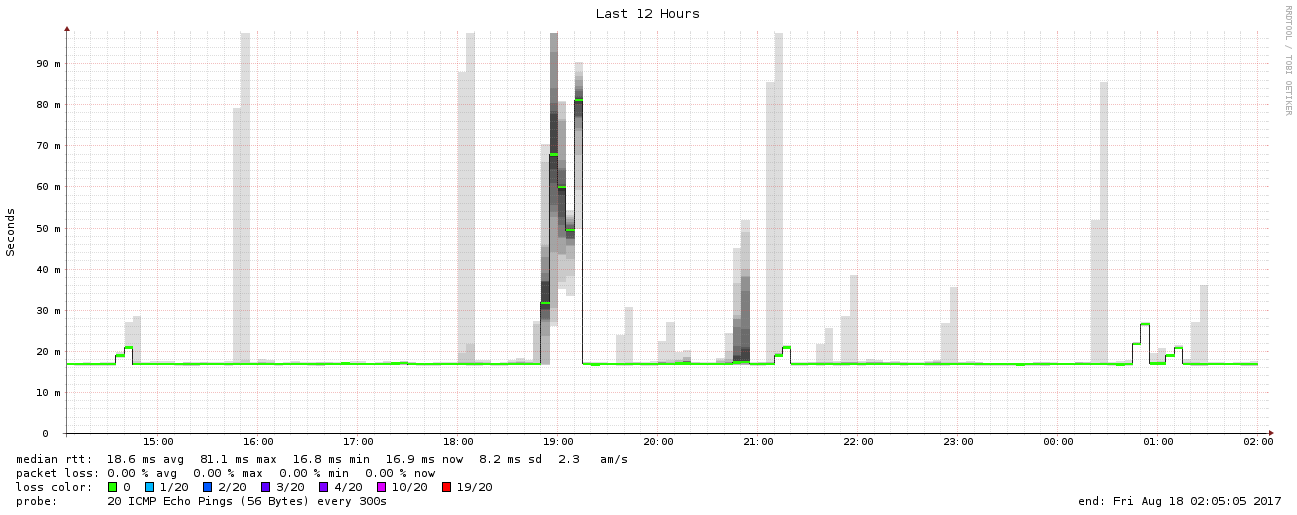 Last 12 Hours
RRDTOOL / TOBI OETIKER
Seconds
90 m
80 m
70 m
60 m
50 m
40 m
30 m
20 m
10 m
0
15:00 16:00 17:00 18:00 19:00 20:00 21:00 22:00 23:00 00:00 01:00 02:00
median rtt: 18.6 ms avg 81.1 ms max 16.8 ms min 16.9 ms now 8.2 ms sd 2.3 am/s
packet loss: 0.00 % avg 0.00 % max 0.00 % min 0.00 % now
loss color: 0 1/20 2/20 3/20 4/20 10/20 19/20
probe: 20 ICMP Echo Pings (56 Bytes) every 300s end: Fri Aug 18 02:05:05 2017